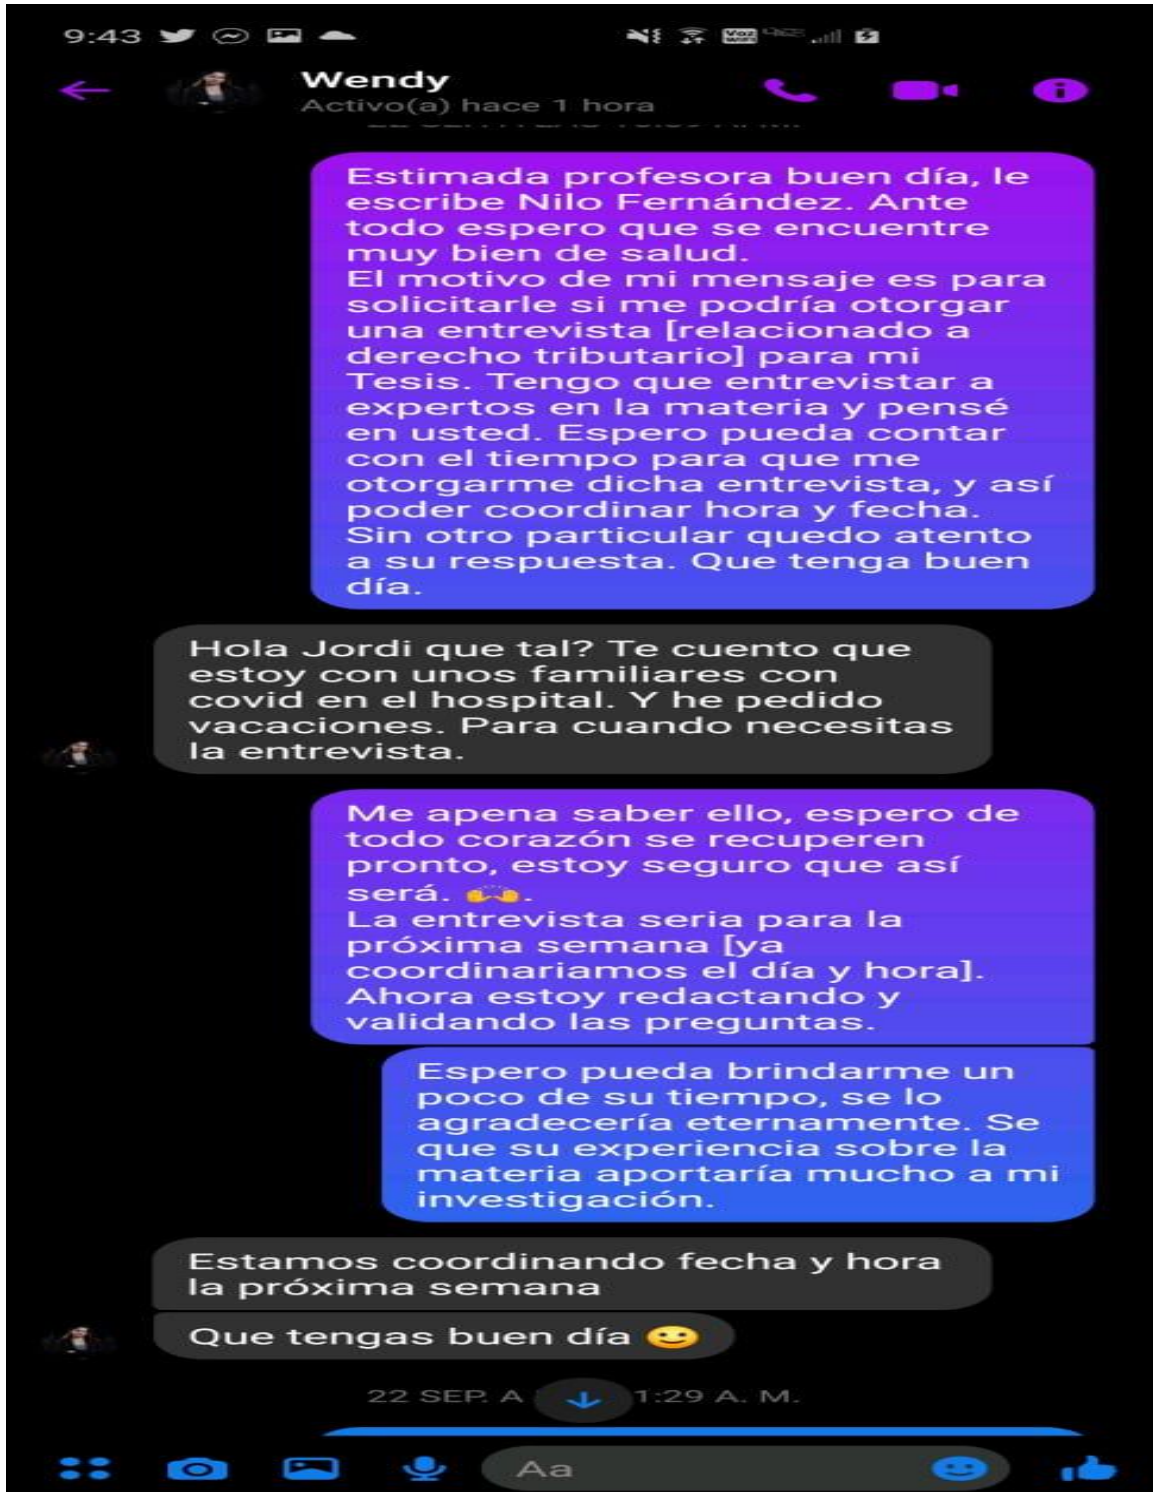 9:43
Wendy
Activo(a) hace 1 hora
Estimada profesora buen día, le
escribe Nilo Fernández. Ante
todo espero que se encuentre
muy bien de salud.
El motivo de mi mensaje es para
solicitarle si me podría otorgar
una entrevista [relacionado a
derecho tributario] para mi
Tesis. Tengo que entrevistar a
expertos en la materia y pensé
en usted. Espero pueda contar
con el tiempo para que me
otorgarme dicha entrevista, y así
poder coordinar hora y fecha.
Sin otro particular quedo atento
a su respuesta. Que tenga buen
día.
Hola Jordi que tal? Te cuento que
estoy con unos familiares con
covid en el hospital. Y he pedido
vacaciones. Para cuando necesitas
la entrevista.
Me apena saber ello, espero de
todo corazón se recuperen
pronto, estoy seguro que así
será. 🙌.
La entrevista seria para la
próxima semana [ya
coordinariamos el día y hora].
Ahora estoy redactando y
validando las preguntas.
Espero pueda brindarme un
poco de su tiempo, se lo
agradecería eternamente. Se
que su experiencia sobre la
materia aportaría mucho a mi
investigación.
Estamos coordinando fecha y hora
la próxima semana
Que tengas buen día 🙂
22 SEP. A 1:29 A. M.
Aa